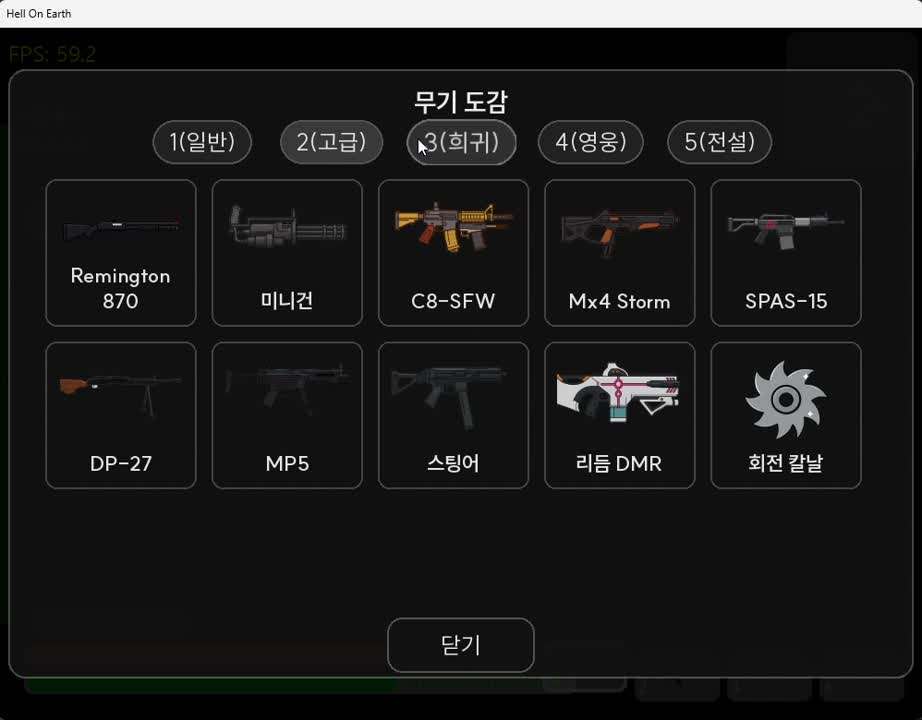 Hell On Earth
FPS: 59.2
무기 도감
1(일반) 2(고급) 3(희귀) 4(영웅) 5(전설)
Remington
870
미니건
C8-SFW
Mx4 Storm
SPAS-15
DP-27
MP5
스팅어
리듬 DMR
회전 칼날
닫기